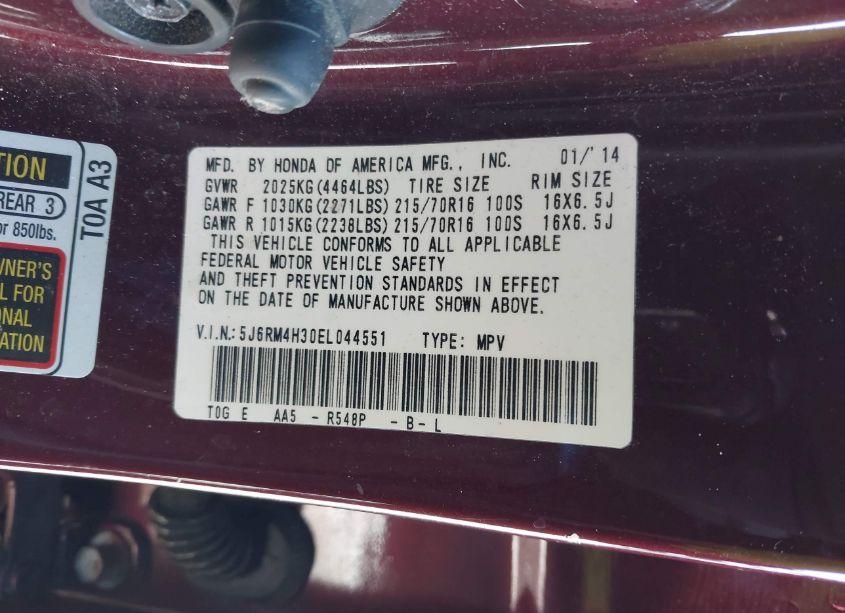 TION
REAR 3
or 850lbs.
WNER'S
L FOR
ONAL
ATION
TOA A3
MFD. BY HONDA OF AMERICA MFG., INC. 01/'14
GVWR 2025KG(4464LBS) TIRE SIZE RIM SIZE
GAWR F 1030KG(2271LBS) 215/70R16 100S 16X6.5J
GAWR R 1015KG(2238LBS) 215/70R16 100S 16X6.5J
THIS VEHICLE CONFORMS TO ALL APPLICABLE
FEDERAL MOTOR VEHICLE SAFETY
AND THEFT PREVENTION STANDARDS IN EFFECT
ON THE DATE OF MANUFACTURE SHOWN ABOVE.
V.I.N.:5J6RM4H30EL044551 TYPE: MPV
T0G E AA5 - R548P - B - L